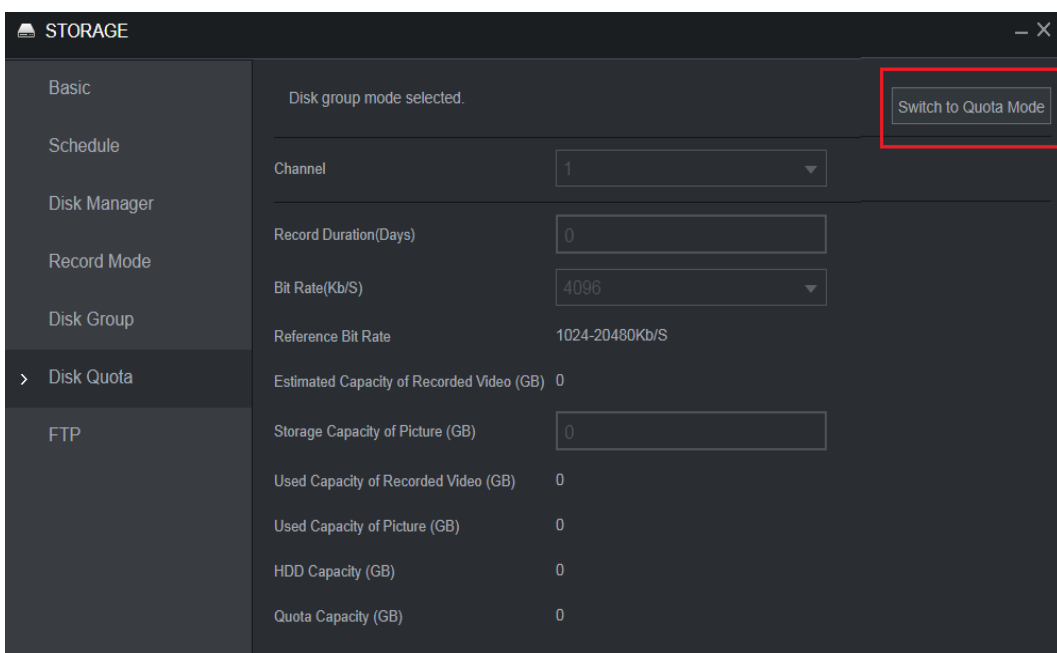 STORAGE
Basic
Schedule
Disk Manager
Record Mode
Disk Group
Disk Quota
FTP
Disk group mode selected.
Switch to Quota Mode
Channel 1
Record Duration(Days) 0
Bit Rate(Kb/S) 4096
Reference Bit Rate 1024-20480Kb/S
Estimated Capacity of Recorded Video (GB) 0
Storage Capacity of Picture (GB) 0
Used Capacity of Recorded Video (GB) 0
Used Capacity of Picture (GB) 0
HDD Capacity (GB) 0
Quota Capacity (GB) 0